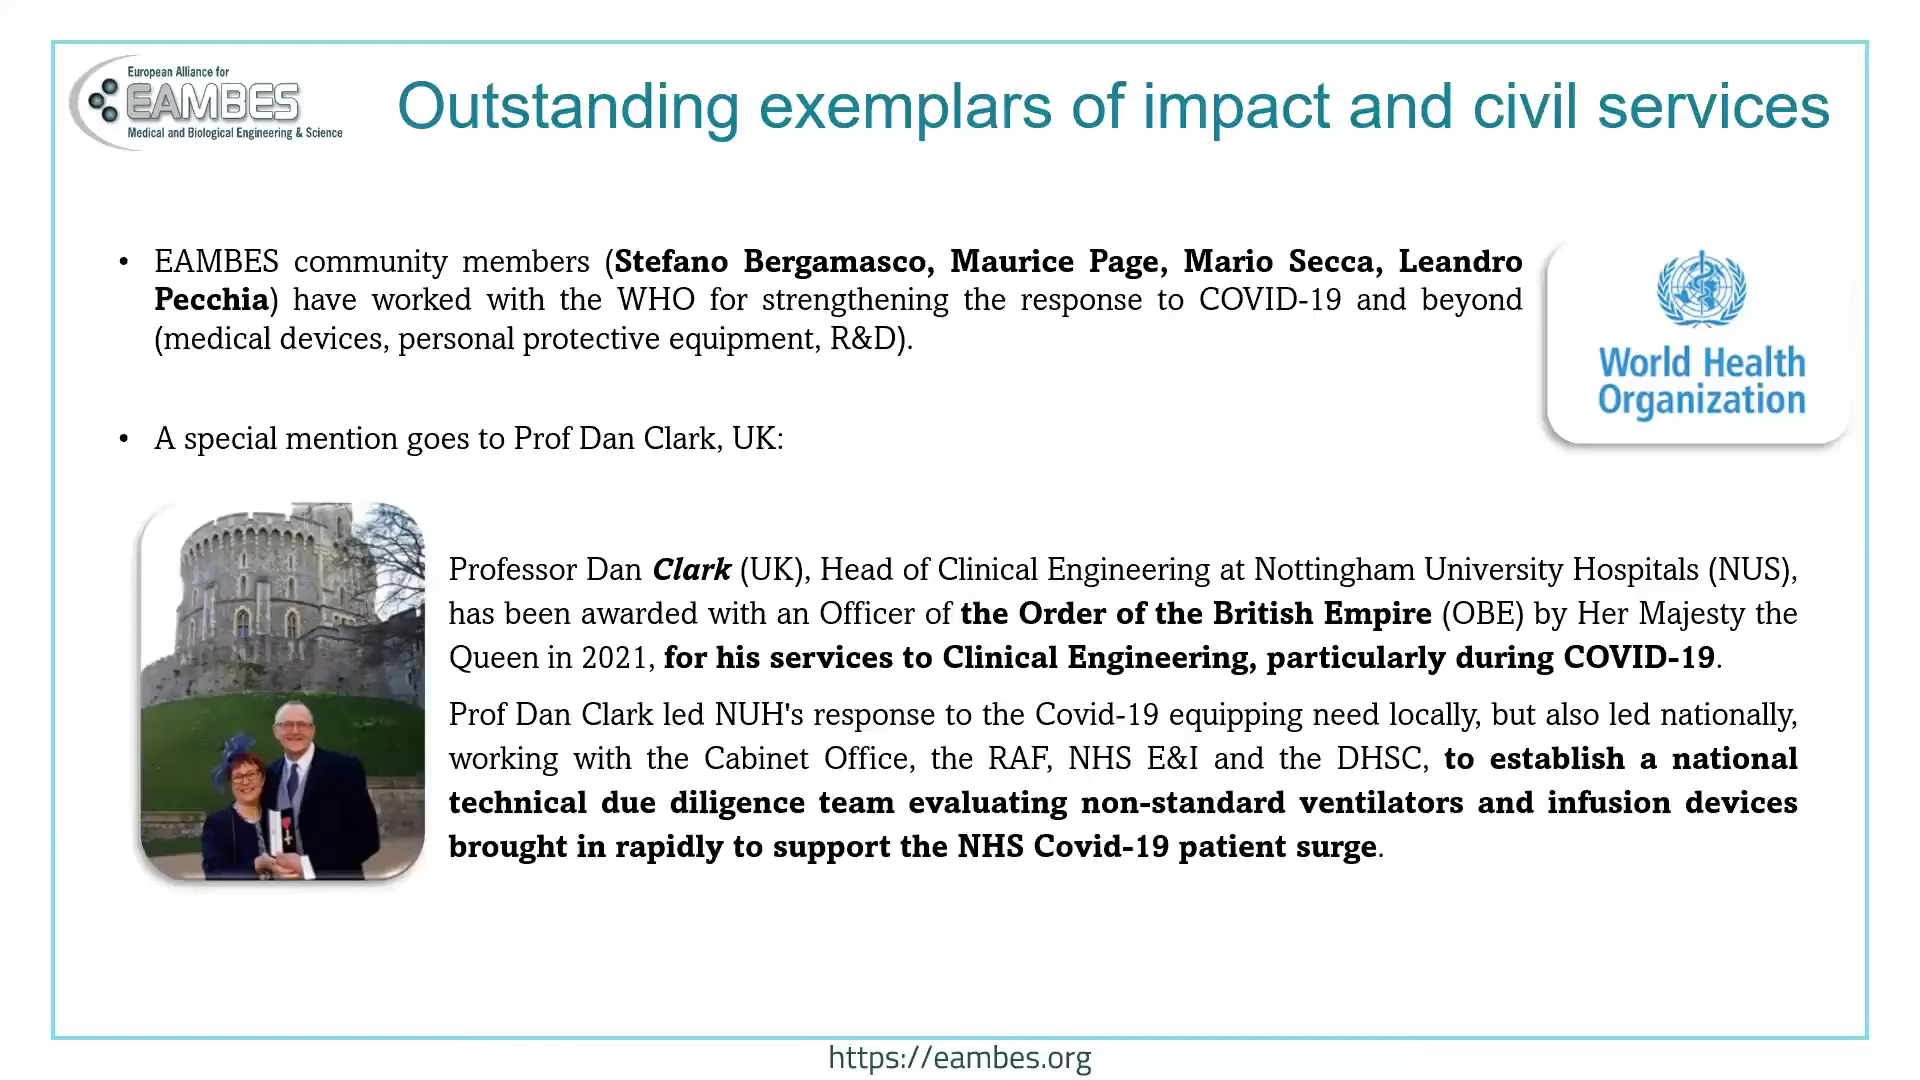 European Alliance for
EAMBES
Medical and Biological Engineering & Science
Outstanding exemplars of impact and civil services
• EAMBES community members (Stefano Bergamasco, Maurice Page, Mario Secca, Leandro
Pecchia) have worked with the WHO for strengthening the response to COVID-19 and beyond
(medical devices, personal protective equipment, R&D).
World Health
Organization
• A special mention goes to Prof Dan Clark, UK:
Professor Dan Clark (UK), Head of Clinical Engineering at Nottingham University Hospitals (NUS),
has been awarded with an Officer of the Order of the British Empire (OBE) by Her Majesty the
Queen in 2021, for his services to Clinical Engineering, particularly during COVID-19.
Prof Dan Clark led NUH's response to the Covid-19 equipping need locally, but also led nationally,
working with the Cabinet Office, the RAF, NHS E&I and the DHSC, to establish a national
technical due diligence team evaluating non-standard ventilators and infusion devices
brought in rapidly to support the NHS Covid-19 patient surge.
https://eambes.org